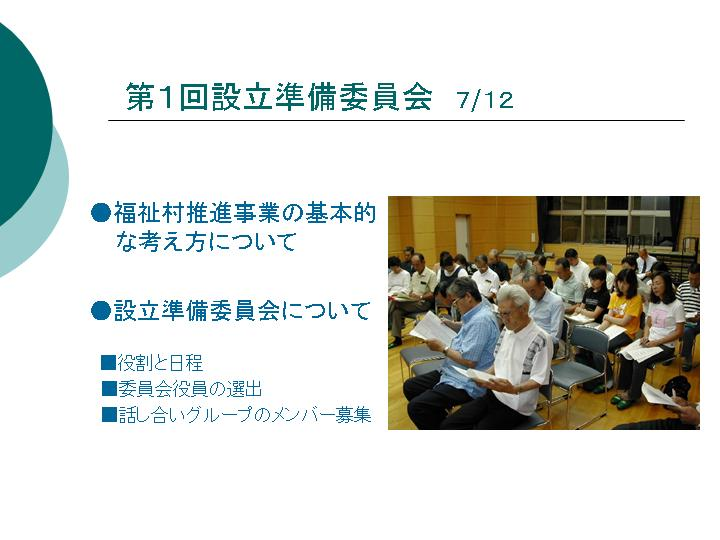 第1回設立準備委員会 7/12
●福祉村推進事業の基本的
な考え方について
●設立準備委員会について
■役割と日程
■委員会役員の選出
■話し合いグループのメンバー募集